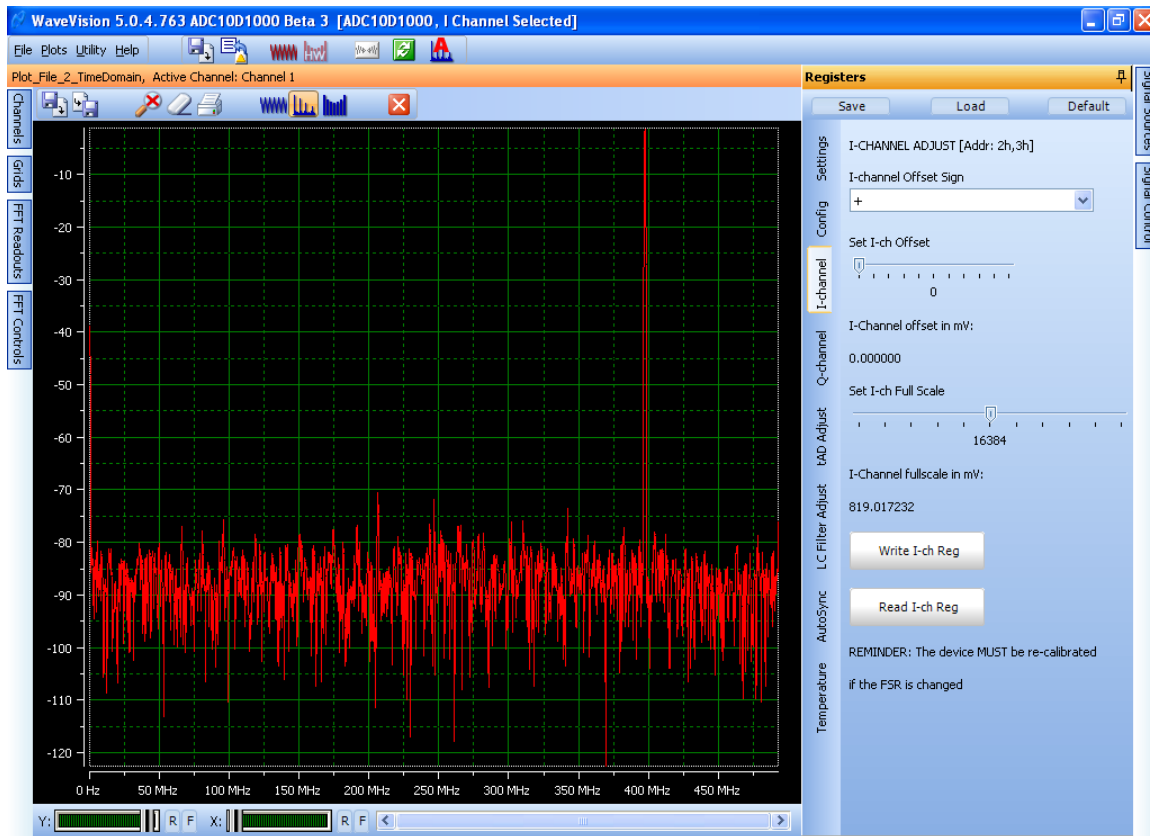 WaveVision 5.0.4.763 ADC10D1000 Beta 3 [ADC10D1000, I Channel Selected]
File Plots Utility Help
Plot_File_2_TimeDomain, Active Channel: Channel 1
Channels
Grids
FFT Readouts
FFT Controls
-10
-20
-30
-40
-50
-60
-70
-80
-90
-100
-110
-120
0 Hz 50 MHz 100 MHz 150 MHz 200 MHz 250 MHz 300 MHz 350 MHz 400 MHz 450 MHz
Y: R F X: R F
Registers
Save Load Default
Settings
Config
I-channel
Q-channel
tAD Adjust
LC Filter Adjust
AutoSync
Temperature
I-CHANNEL ADJUST [Addr: 2h,3h]
I-channel Offset Sign
+
Set I-ch Offset
0
I-Channel offset in mV:
0.000000
Set I-ch Full Scale
16384
I-Channel fullscale in mV:
819.017232
Write I-ch Reg
Read I-ch Reg
REMINDER: The device MUST be re-calibrated
if the FSR is changed
Signal Sources
Signal Control